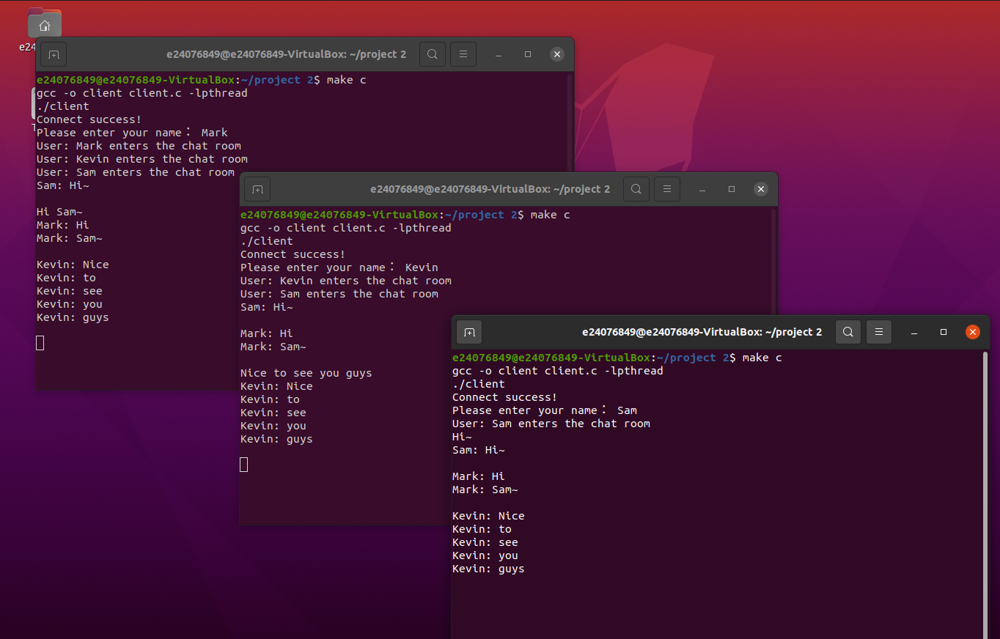 e24
T
e24076849@e24076849-VirtualBox: ~/project 2
e24076849@e24076849-VirtualBox:~/project 2$ make c
gcc -o client client.c -lpthread
./client
Connect success!
Please enter your name： Mark
User: Mark enters the chat room
User: Kevin enters the chat room
User: Sam enters the chat room
Sam: Hi~
Hi Sam~
Mark: Hi
Mark: Sam~
Kevin: Nice
Kevin: to
Kevin: see
Kevin: you
Kevin: guys
e24076849@e24076849-VirtualBox: ~/project 2
e24076849@e24076849-VirtualBox:~/project 2$ make c
gcc -o client client.c -lpthread
./client
Connect success!
Please enter your name： Kevin
User: Kevin enters the chat room
User: Sam enters the chat room
Sam: Hi~
Mark: Hi
Mark: Sam~
Nice to see you guys
Kevin: Nice
Kevin: to
Kevin: see
Kevin: you
Kevin: guys
e24076849@e24076849-VirtualBox: ~/project 2
e24076849@e24076849-VirtualBox:~/project 2$ make c
gcc -o client client.c -lpthread
./client
Connect success!
Please enter your name： Sam
User: Sam enters the chat room
Hi~
Sam: Hi~
Mark: Hi
Mark: Sam~
Kevin: Nice
Kevin: to
Kevin: see
Kevin: you
Kevin: guys